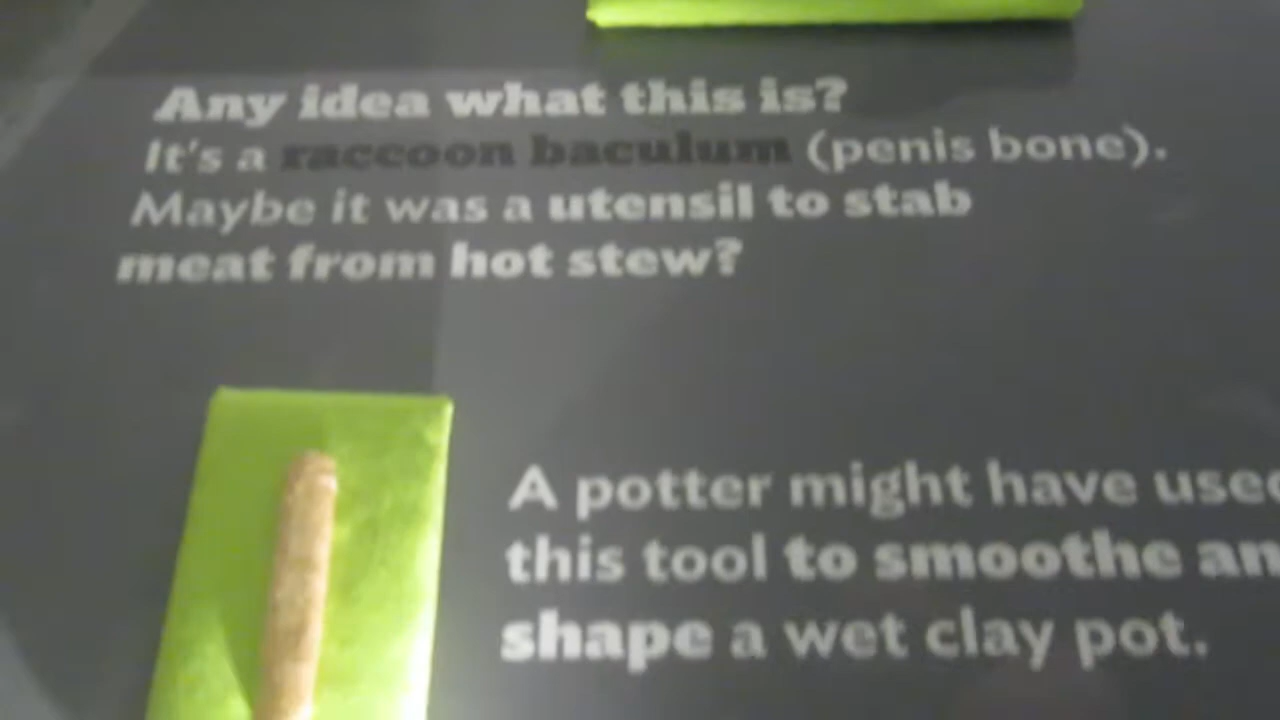 Any idea what this is?
It's a raccoon baculum (penis bone).
Maybe it was a utensil to stab
meat from hot stew?
A potter might have used
this tool to smoothe an
shape a wet clay pot.